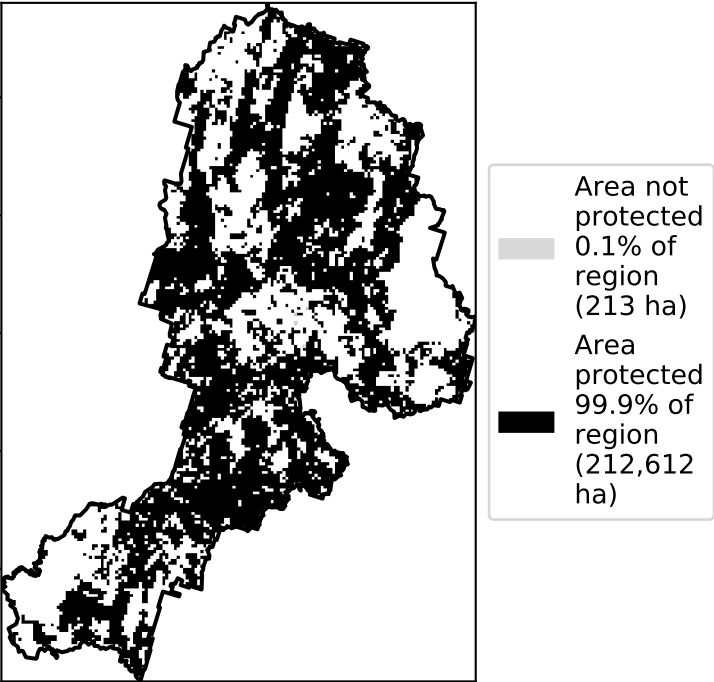 Area not
protected
0.1% of
region
(213 ha)
Area
protected
99.9% of
region
(212,612
ha)